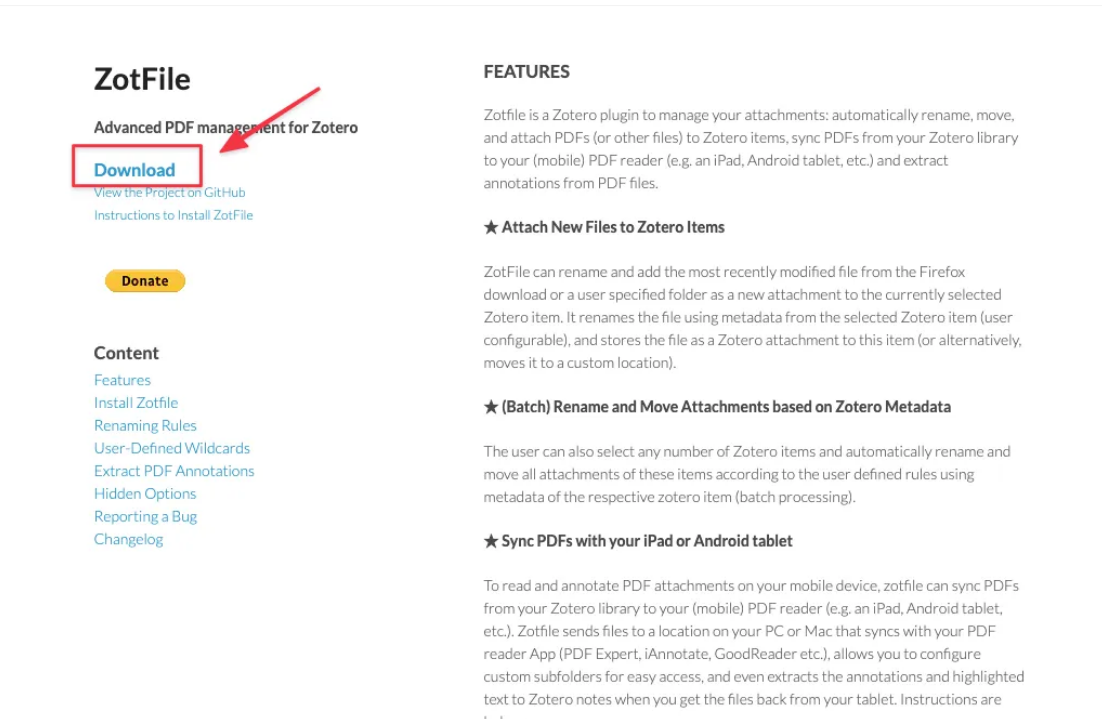 ZotFile
Advanced PDF management for Zotero
Download
View the Project on GitHub
Instructions to Install ZotFile
Donate
Content
Features
Install Zotfile
Renaming Rules
User-Defined Wildcards
Extract PDF Annotations
Hidden Options
Reporting a Bug
Changelog
FEATURES
Zotfile is a Zotero plugin to manage your attachments: automatically rename, move,
and attach PDFs (or other files) to Zotero items, sync PDFs from your Zotero library
to your (mobile) PDF reader (e.g. an iPad, Android tablet, etc.) and extract
annotations from PDF files.
★ Attach New Files to Zotero Items
ZotFile can rename and add the most recently modified file from the Firefox
download or a user specified folder as a new attachment to the currently selected
Zotero item. It renames the file using metadata from the selected Zotero item (user
configurable), and stores the file as a Zotero attachment to this item (or alternatively,
moves it to a custom location).
★ (Batch) Rename and Move Attachments based on Zotero Metadata
The user can also select any number of Zotero items and automatically rename and
move all attachments of these items according to the user defined rules using
metadata of the respective zotero item (batch processing).
★ Sync PDFs with your iPad or Android tablet
To read and annotate PDF attachments on your mobile device, zotfile can sync PDFs
from your Zotero library to your (mobile) PDF reader (e.g. an iPad, Android tablet,
etc.). Zotfile sends files to a location on your PC or Mac that syncs with your PDF
reader App (PDF Expert, iAnnotate, GoodReader etc.), allows you to configure
custom subfolders for easy access, and even extracts the annotations and highlighted
text to Zotero notes when you get the files back from your tablet. Instructions are